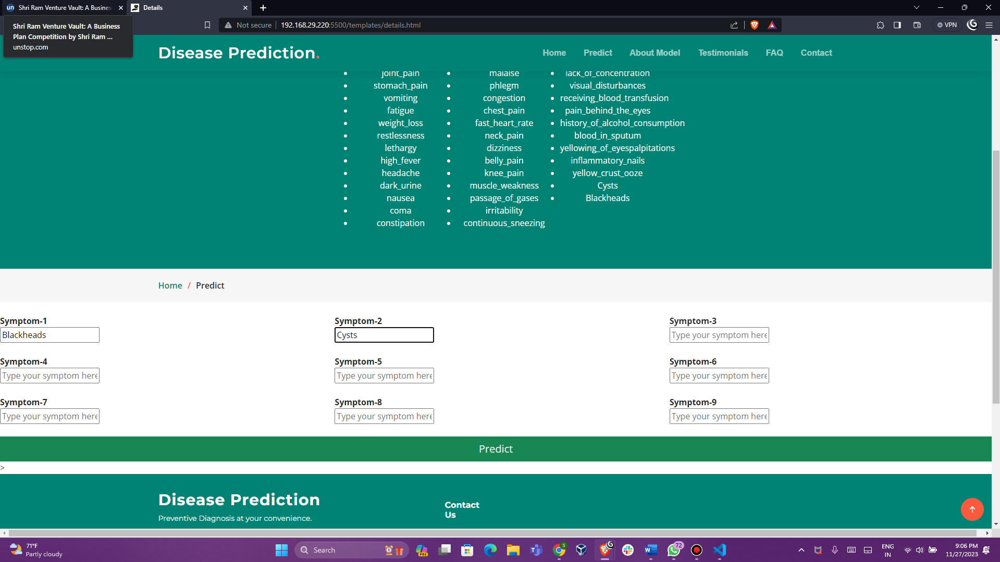 Shri Ram Venture Vault: A Busines
Details
Shri Ram Venture Vault: A Business
Plan Competition by Shri Ram ...
unstop.com
Not secure
192.168.29.220:5500/templates/details.html
VPN
Disease Prediction.
Home
Predict
About Model
Testimonials
FAQ
Contact
joint_pain
stomach_pain
vomiting
fatigue
weight_loss
restlessness
lethargy
high_fever
headache
dark_urine
nausea
coma
constipation
malaise
phlegm
congestion
chest_pain
fast_heart_rate
neck_pain
dizziness
belly_pain
knee_pain
muscle_weakness
passage_of_gases
irritability
continuous_sneezing
lack_of_concentration
visual_disturbances
receiving_blood_transfusion
pain_behind_the_eyes
history_of_alcohol_consumption
blood_in_sputum
yellowing_of_eyespalpitations
inflammatory_nails
yellow_crust_ooze
Cysts
Blackheads
Home / Predict
Symptom-1
Blackheads
Symptom-2
Cysts
Symptom-3
Type your symptom here
Symptom-4
Type your symptom here
Symptom-5
Type your symptom here
Symptom-6
Type your symptom here
Symptom-7
Type your symptom here
Symptom-8
Type your symptom here
Symptom-9
Type your symptom here
Predict
>
Disease Prediction
Preventive Diagnosis at your convenience.
Contact
Us
71°F
Partly cloudy
Search
PRE
S
72
ENG
IN
9:06 PM
11/27/2023